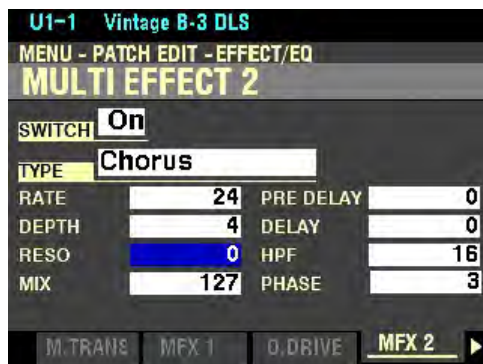 U1-1 Vintage B-3 DLS
MENU - PATCH EDIT - EFFECT/EQ
MULTI EFFECT 2
SWITCH On
TYPE Chorus
RATE 24 PRE DELAY 0
DEPTH 4 DELAY 0
RESO 0 HPF 16
MIX 127 PHASE 3
M.TRANS MFX 1 O.DRIVE MFX 2